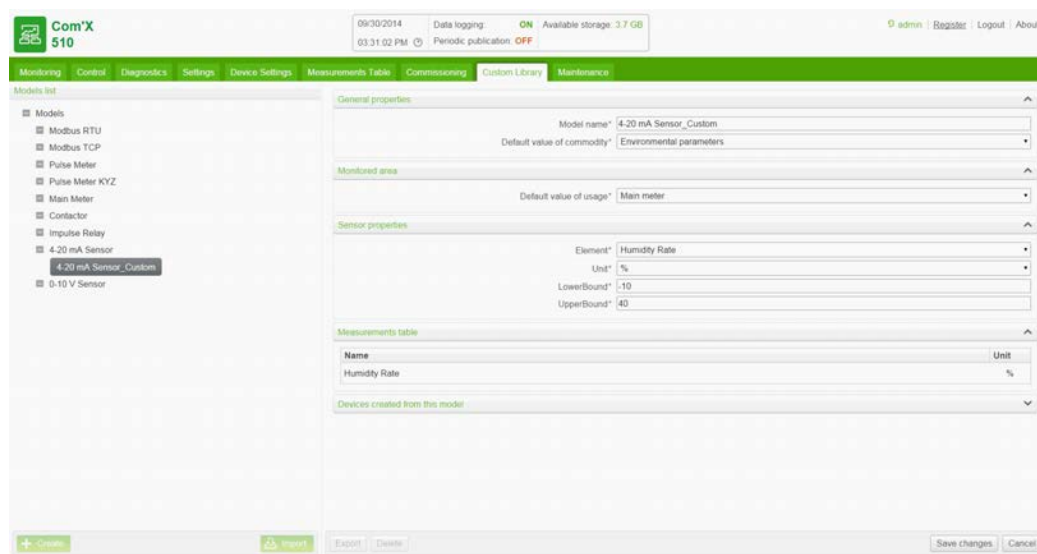 Com'X
510
09/30/2014
03:31:02 PM
Data logging: ON
Periodic publication: OFF
Available storage: 3.7 GB
admin Register Logout Abou
Monitoring Control Diagnostics Settings Device Settings Measurements Table Commissioning Custom Library Maintenance
Models list
Models
Modbus RTU
Modbus TCP
Pulse Meter
Pulse Meter KYZ
Main Meter
Contactor
Impulse Relay
4-20 mA Sensor
4-20 mA Sensor_Custom
0-10 V Sensor
General properties
Model name* 4-20 mA Sensor_Custom
Default value of commodity* Environmental parameters
Monitored area
Default value of usage* Main meter
Sensor properties
Element* Humidity Rate
Unit* %
LowerBound* -10
UpperBound* 40
Measurements table
Name Unit
Humidity Rate %
Devices created from this model
+ Create Import Export Delete Save changes Cancel